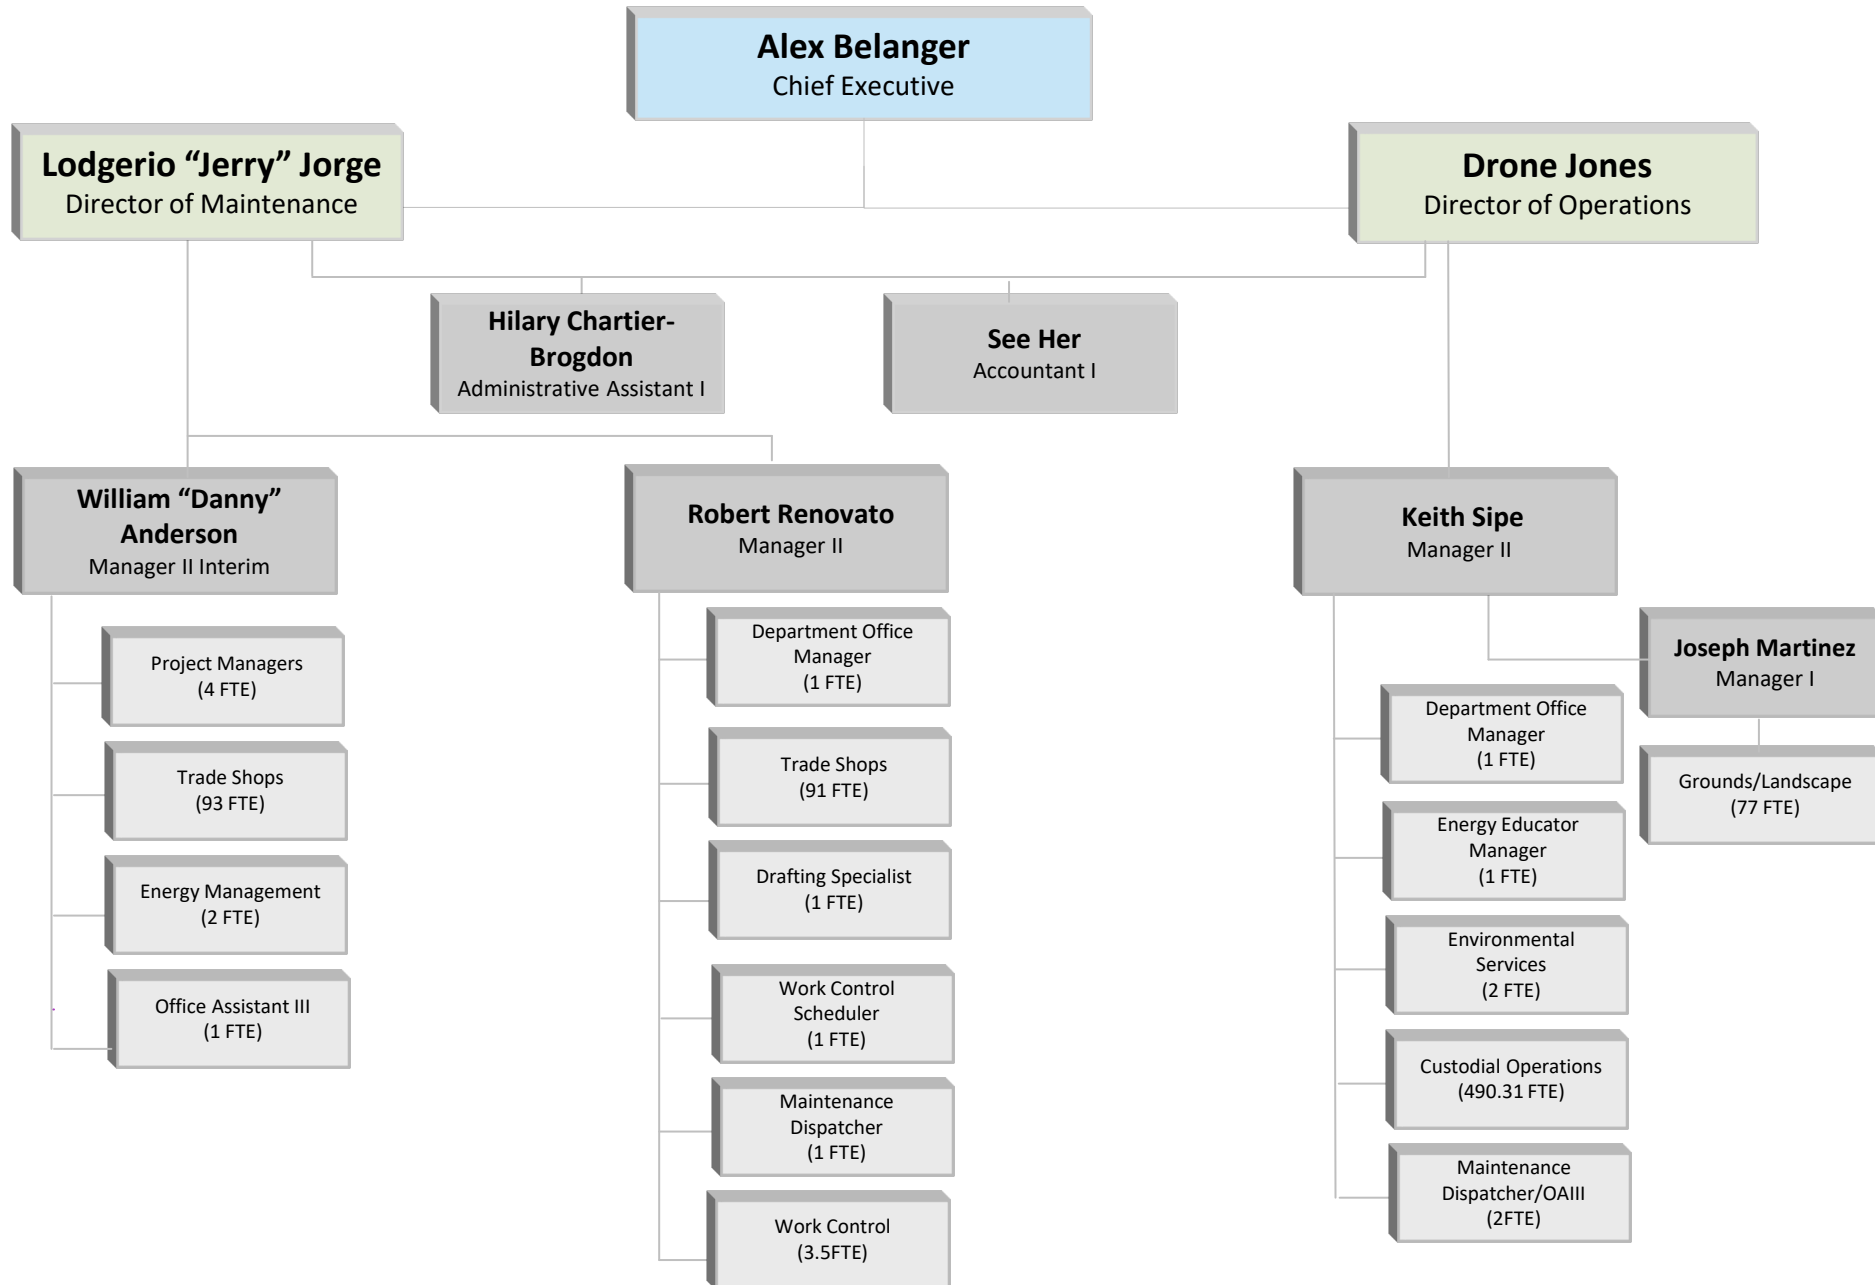 Alex Belanger
Chief Executive
Lodgerio “Jerry” Jorge
Director of Maintenance
Drone Jones
Director of Operations
Hilary Chartier-
Brogdon
Administrative Assistant I
See Her
Accountant I
William “Danny”
Anderson
Manager II Interim
Project Managers
(4 FTE)
Trade Shops
(93 FTE)
Energy Management
(2 FTE)
Office Assistant III
(1 FTE)
Robert Renovato
Manager II
Department Office
Manager
(1 FTE)
Trade Shops
(91 FTE)
Drafting Specialist
(1 FTE)
Work Control
Scheduler
(1 FTE)
Maintenance
Dispatcher
(1 FTE)
Work Control
(3.5FTE)
Keith Sipe
Manager II
Department Office
Manager
(1 FTE)
Energy Educator
Manager
(1 FTE)
Environmental
Services
(2 FTE)
Custodial Operations
(490.31 FTE)
Maintenance
Dispatcher/OAIII
(2FTE)
Joseph Martinez
Manager I
Grounds/Landscape
(77 FTE)